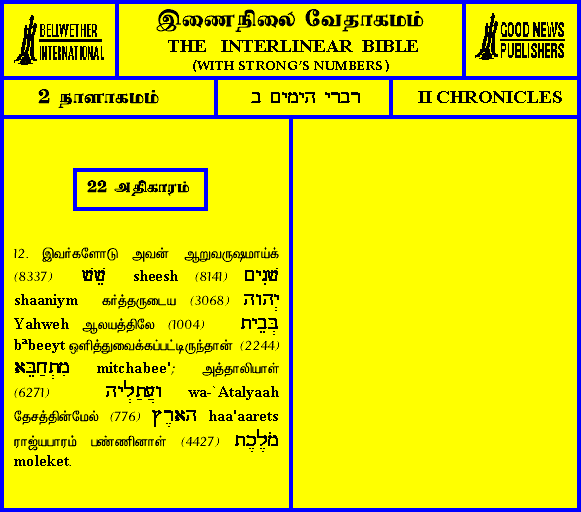 BELLWETHER
INTERNATIONAL
இணைநிலை வேதாகமம்
THE INTERLINEAR BIBLE
(WITH STRONG'S NUMBERS)
GOOD NEWS
PUBLISHERS
2 நாளாகமம்
דברי הימים ב
II CHRONICLES
22 அதிகாரம்
12. இவர்களோடு அவன் ஆறுவருஷமாய்க்
(8337) שֵׁשׁ sheesh (8141) שָׁנִים
shaaniym கர்த்தருடைய (3068) יְהוָה
Yahweh ஆலயத்திலே (1004) בְּבֵית
bªbeeyt ஒளித்துவைக்கப்பட்டிருந்தான் (2244)
מִתְחַבֵּא mitchabee'; அத்தாலியாள்
(6271) וַעֲתַלְיָה wa-`Atalyaah
தேசத்தின்மேல் (776) הָאָרֶץ haa'aarets
ராஜ்யபாரம் பண்ணினாள் (4427) מֹלֶכֶת
moleket.